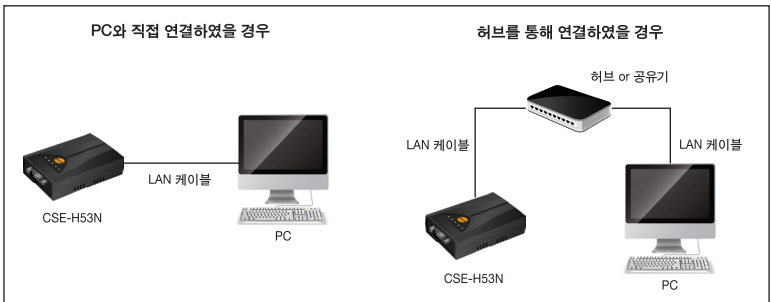 PC와 직접 연결하였을 경우
LAN 케이블
CSE-H53N
PC
허브를 통해 연결하였을 경우
허브 or 공유기
LAN 케이블
LAN 케이블
CSE-H53N
PC